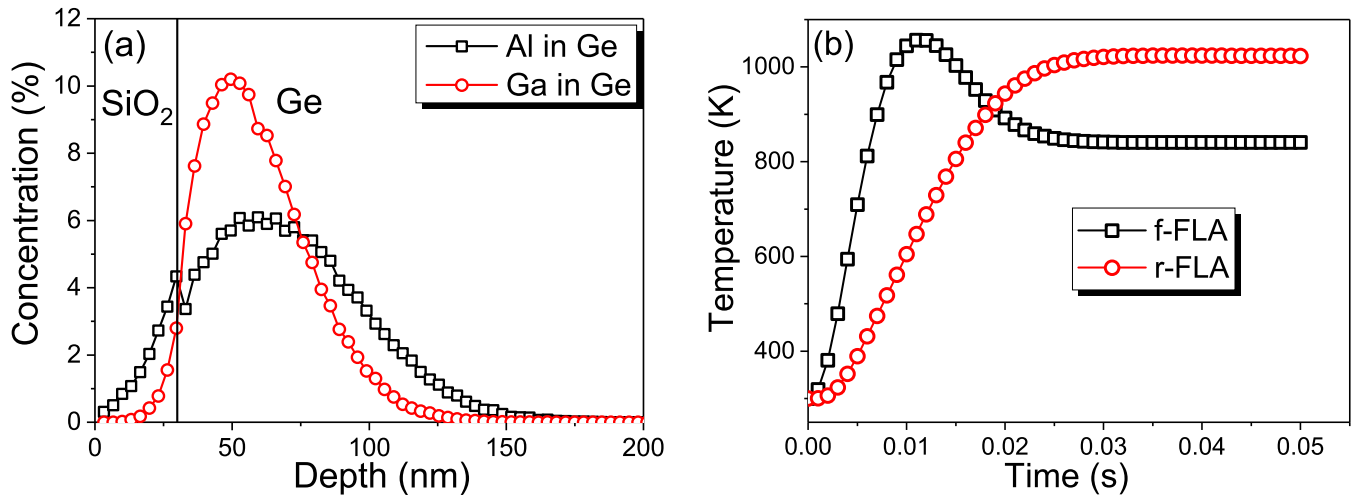 (a)
Al in Ge
Ga in Ge
SiO₂
Ge
Concentration (%)
12
10
8
6
4
2
0
0
50
100
150
200
Depth (nm)
(b)
f-FLA
r-FLA
Temperature (K)
1000
800
600
400
0.00
0.01
0.02
0.03
0.04
0.05
Time (s)